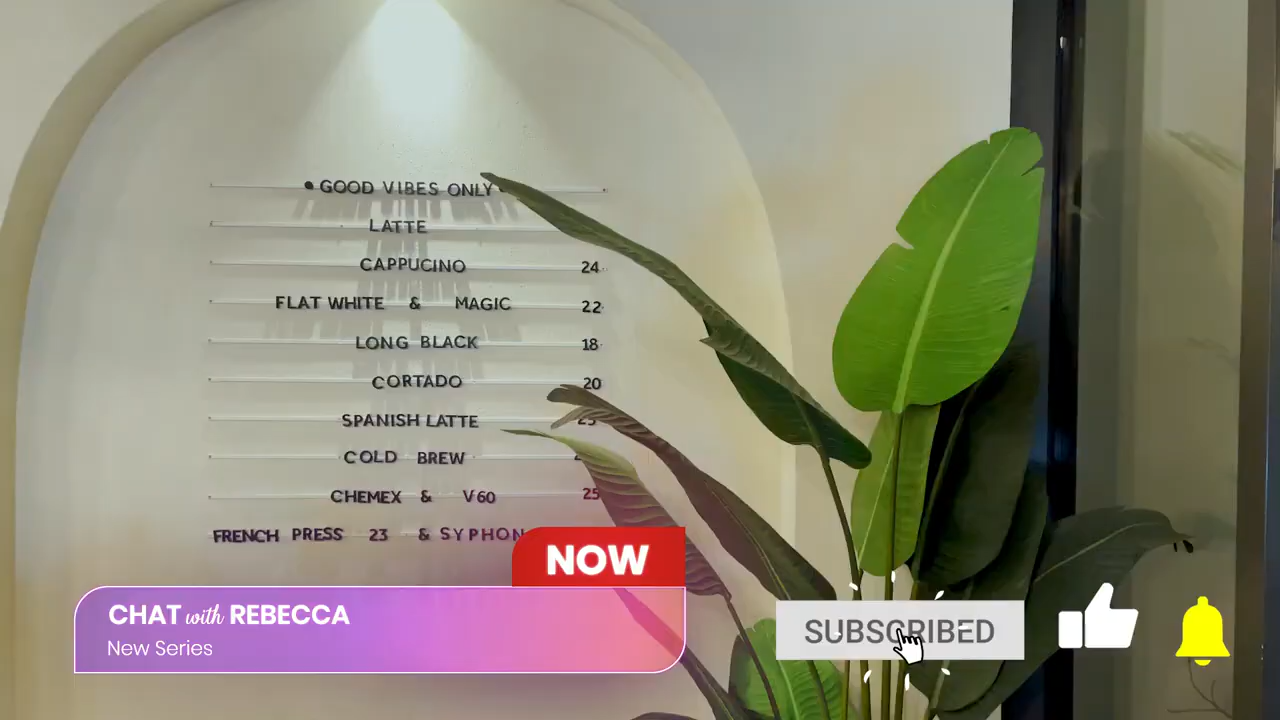 • GOOD VIBES ONLY
LATTE
CAPPUCINO 24
FLAT WHITE & MAGIC 22
LONG BLACK 18
CORTADO 20
SPANISH LATTE
COLD BREW
CHEMEX & V60 25
FRENCH PRESS 23 & SYPHON
NOW
CHAT with REBECCA
New Series
SUBSCRIBED